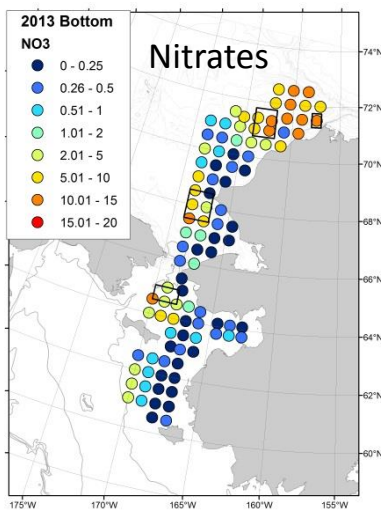 2013 Bottom
NO3
0 - 0.25
0.26 - 0.5
0.51 - 1
1.01 - 2
2.01 - 5
5.01 - 10
10.01 - 15
15.01 - 20
Nitrates
74°N
72°N
70°N
68°N
66°N
64°N
62°N
60°N
175°W
170°W
165°W
160°W
155°W